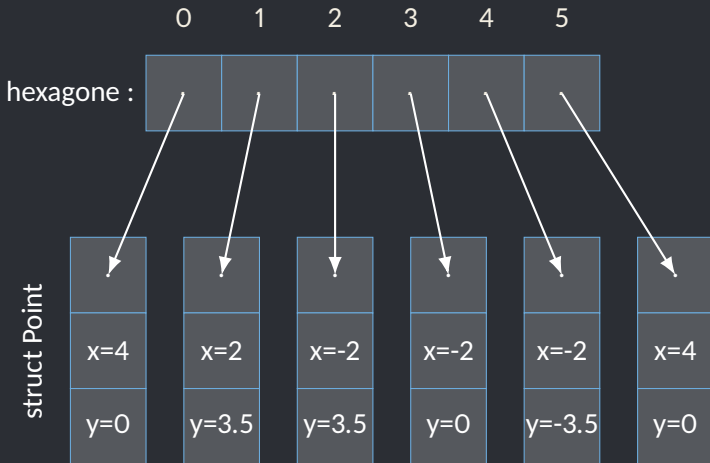 0 1 2 3 4 5
hexagone :
struct Point
x=4 x=2 x=-2 x=-2 x=-2 x=4
y=0 y=3.5 y=3.5 y=0 y=-3.5 y=0